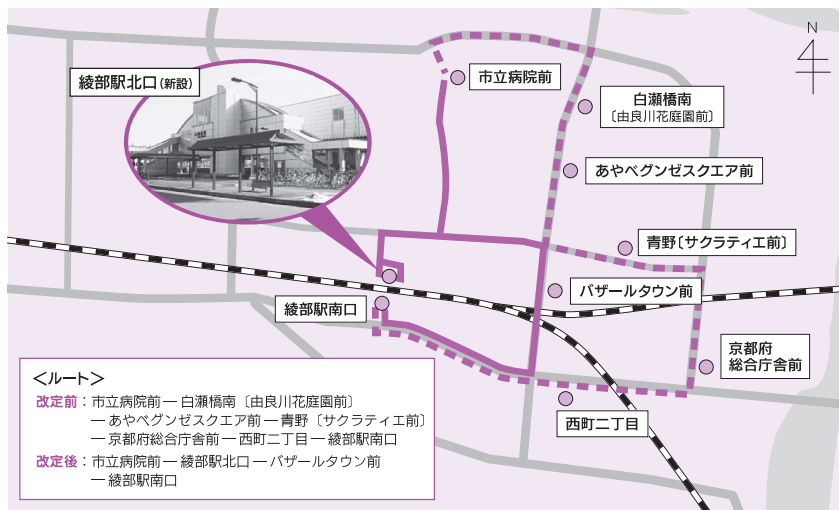 N
綾部駅北口(新設)
市立病院前
白瀬橋南
〔由良川花庭園前〕
あやべグンゼスクエア前
青野〔サクラティエ前〕
バザールタウン前
綾部駅南口
京都府
総合庁舎前
西町二丁目
＜ルート＞
改定前：市立病院前 ― 白瀬橋南〔由良川花庭園前〕
― あやべグンゼスクエア前 ― 青野〔サクラティエ前〕
― 京都府総合庁舎前 ― 西町二丁目 ― 綾部駅南口
改定後：市立病院前 ― 綾部駅北口 ― バザールタウン前
― 綾部駅南口